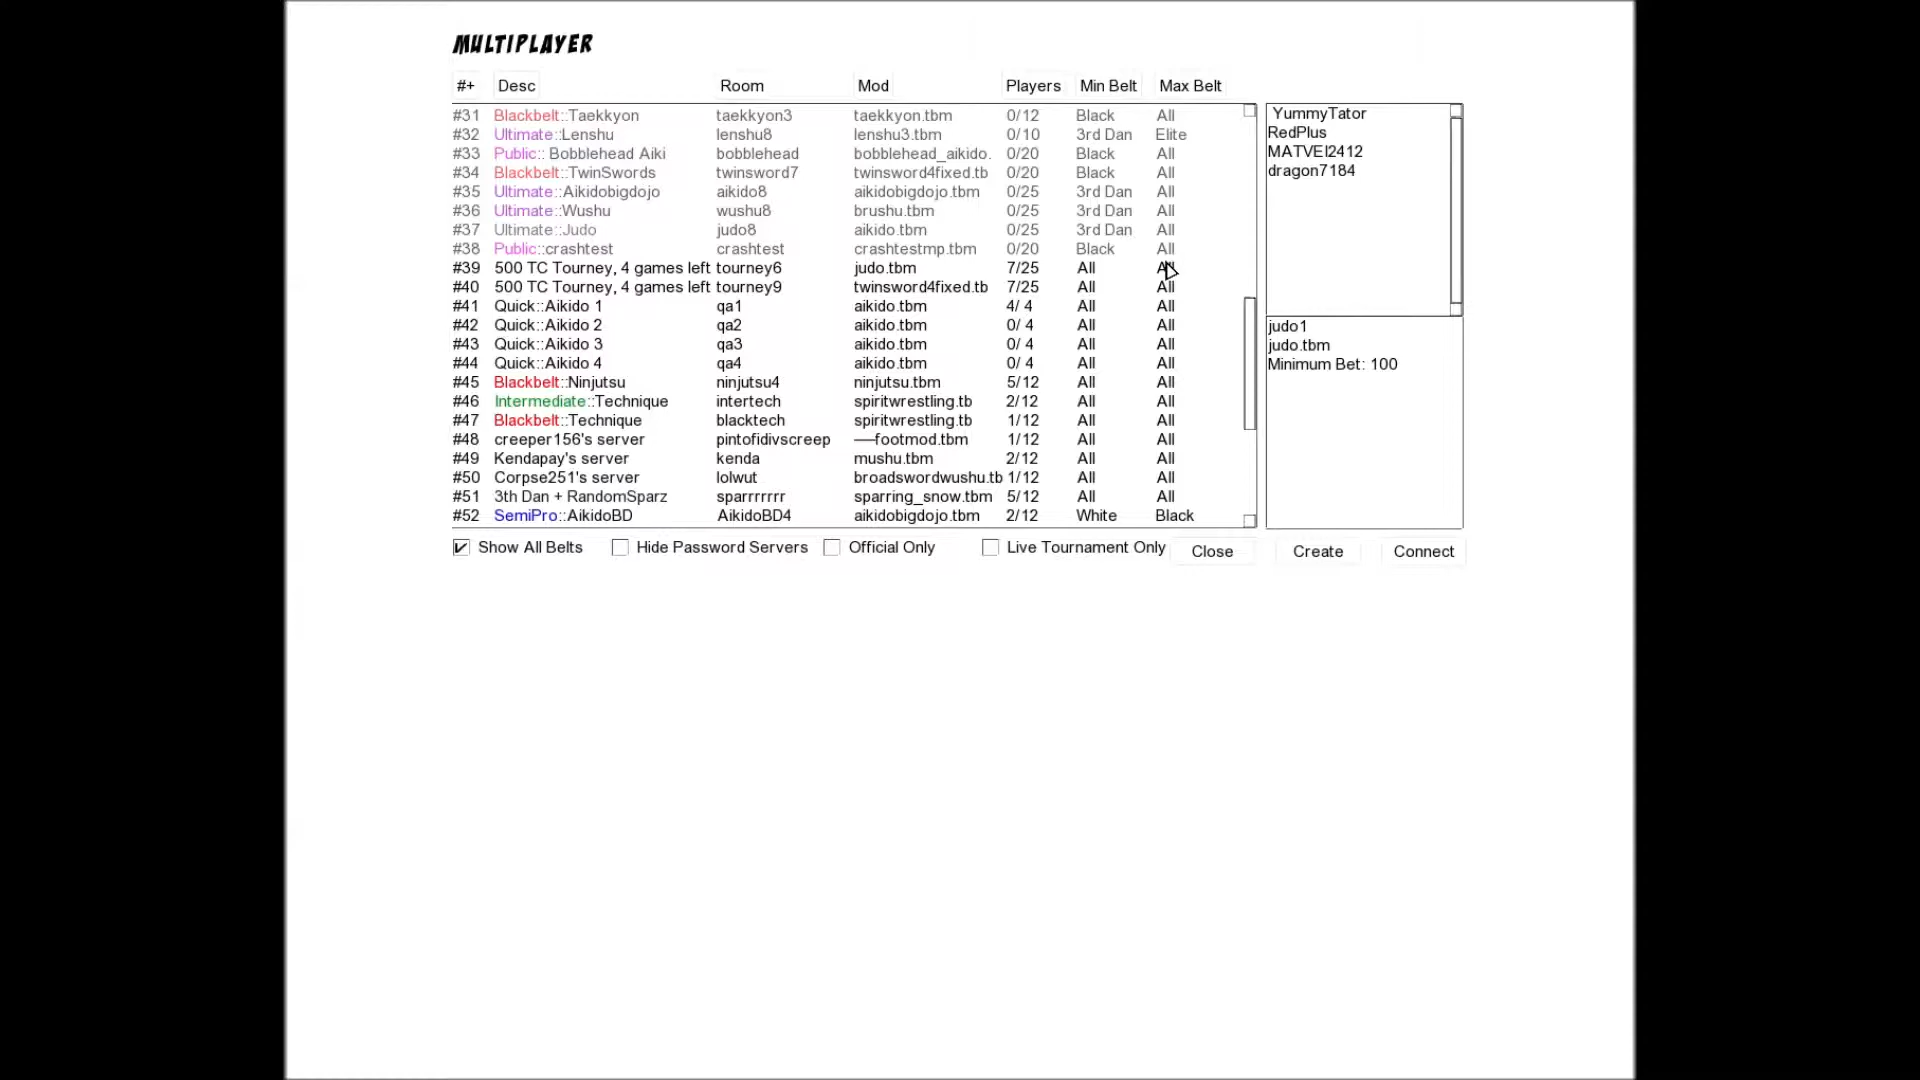 MULTIPLAYER
#+ Desc Room Mod Players Min Belt Max Belt
#31 Blackbelt::Taekkyon taekkyon3 taekkyon.tbm 0/12 Black All
#32 Ultimate::Lenshu lenshu8 lenshu3.tbm 0/10 3rd Dan Elite
#33 Public:: Bobblehead Aiki bobblehead bobblehead_aikido. 0/20 Black All
#34 Blackbelt::TwinSwords twinsword7 twinsword4fixed.tb 0/20 Black All
#35 Ultimate::Aikidobigdojo aikido8 aikidobigdojo.tbm 0/25 3rd Dan All
#36 Ultimate::Wushu wushu8 brushu.tbm 0/25 3rd Dan All
#37 Ultimate::Judo judo8 aikido.tbm 0/25 3rd Dan All
#38 Public::crashtest crashtest crashtestmp.tbm 0/20 Black All
#39 500 TC Tourney, 4 games left tourney6 judo.tbm 7/25 All All
#40 500 TC Tourney, 4 games left tourney9 twinsword4fixed.tb 7/25 All All
#41 Quick::Aikido 1 qa1 aikido.tbm 4/ 4 All All
#42 Quick::Aikido 2 qa2 aikido.tbm 0/ 4 All All
#43 Quick::Aikido 3 qa3 aikido.tbm 0/ 4 All All
#44 Quick::Aikido 4 qa4 aikido.tbm 0/ 4 All All
#45 Blackbelt::Ninjutsu ninjutsu4 ninjutsu.tbm 5/12 All All
#46 Intermediate::Technique intertech spiritwrestling.tb 2/12 All All
#47 Blackbelt::Technique blacktech spiritwrestling.tb 1/12 All All
#48 creeper156's server pintofidivscreep —footmod.tbm 1/12 All All
#49 Kendapay's server kenda mushu.tbm 2/12 All All
#50 Corpse251's server lolwut broadswordwushu.tb 1/12 All All
#51 3th Dan + RandomSparz sparrrrrrr sparring_snow.tbm 5/12 All All
#52 SemiPro::AikidoBD AikidoBD4 aikidobigdojo.tbm 2/12 White Black
YummyTator
RedPlus
MATVEI2412
dragon7184
judo1
judo.tbm
Minimum Bet: 100
Show All Belts Hide Password Servers Official Only Live Tournament Only Close Create Connect